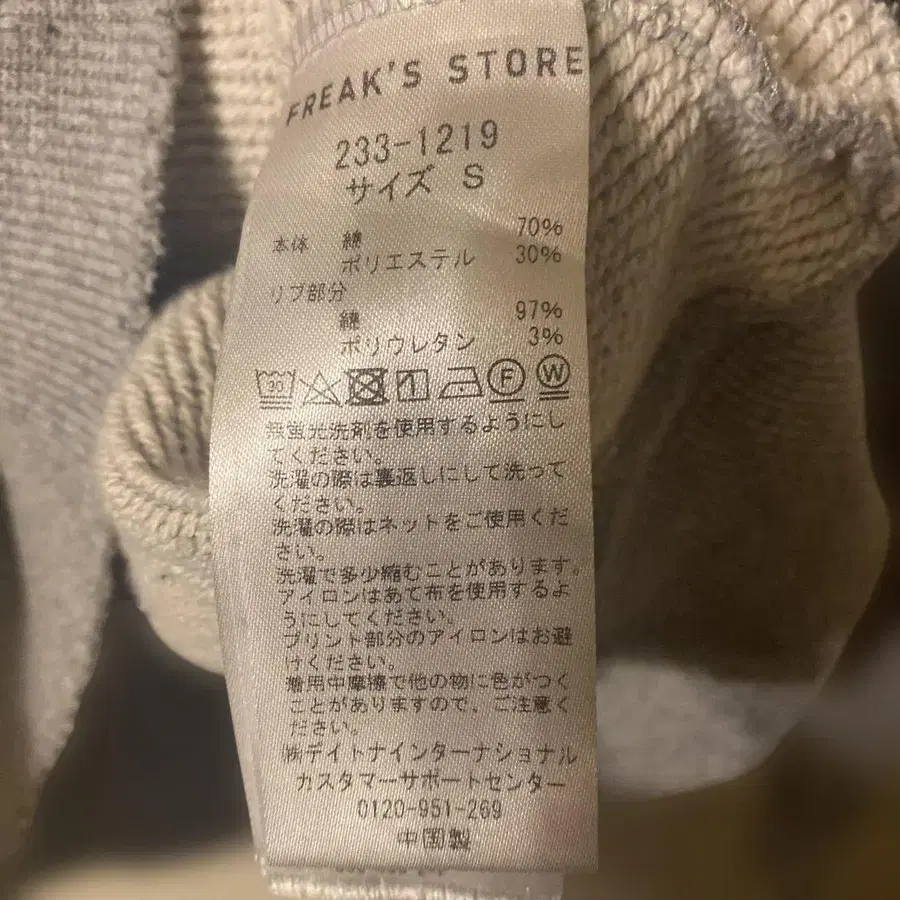 FREAK'S STORE
233-1219
サイズ S
本体 綿 70%
ポリエステル 30%
リブ部分
綿 97%
ポリウレタン 3%
30 F W
無蛍光洗剤を使用するようにし
てください。
洗濯の際は裏返しにして洗って
ください。
洗濯の際はネットをご使用くだ
さい。
洗濯で多少縮むことがあります。
アイロンはあて布を使用するよ
うにしてください。
プリント部分のアイロンはお避
けください。
着用中摩擦で他の物に色がつく
ことがありますので、ご注意く
ださい。
㈱デイトナインターナショナル
カスタマーサポートセンター
0120-951-269
中国製